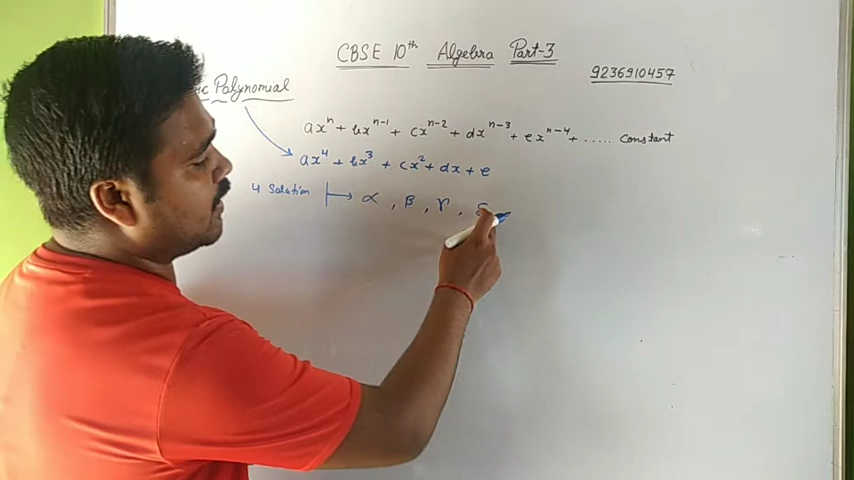 CBSE 10th Algebra Part-3
9236910457
Polynomial
ax^n + bx^n-1 + cx^n-2 + dx^n-3 + ex^n-4 + ..... Constant
ax^4 + bx^3 + cx^2 + dx + e
4 Solution → α , β , γ ,